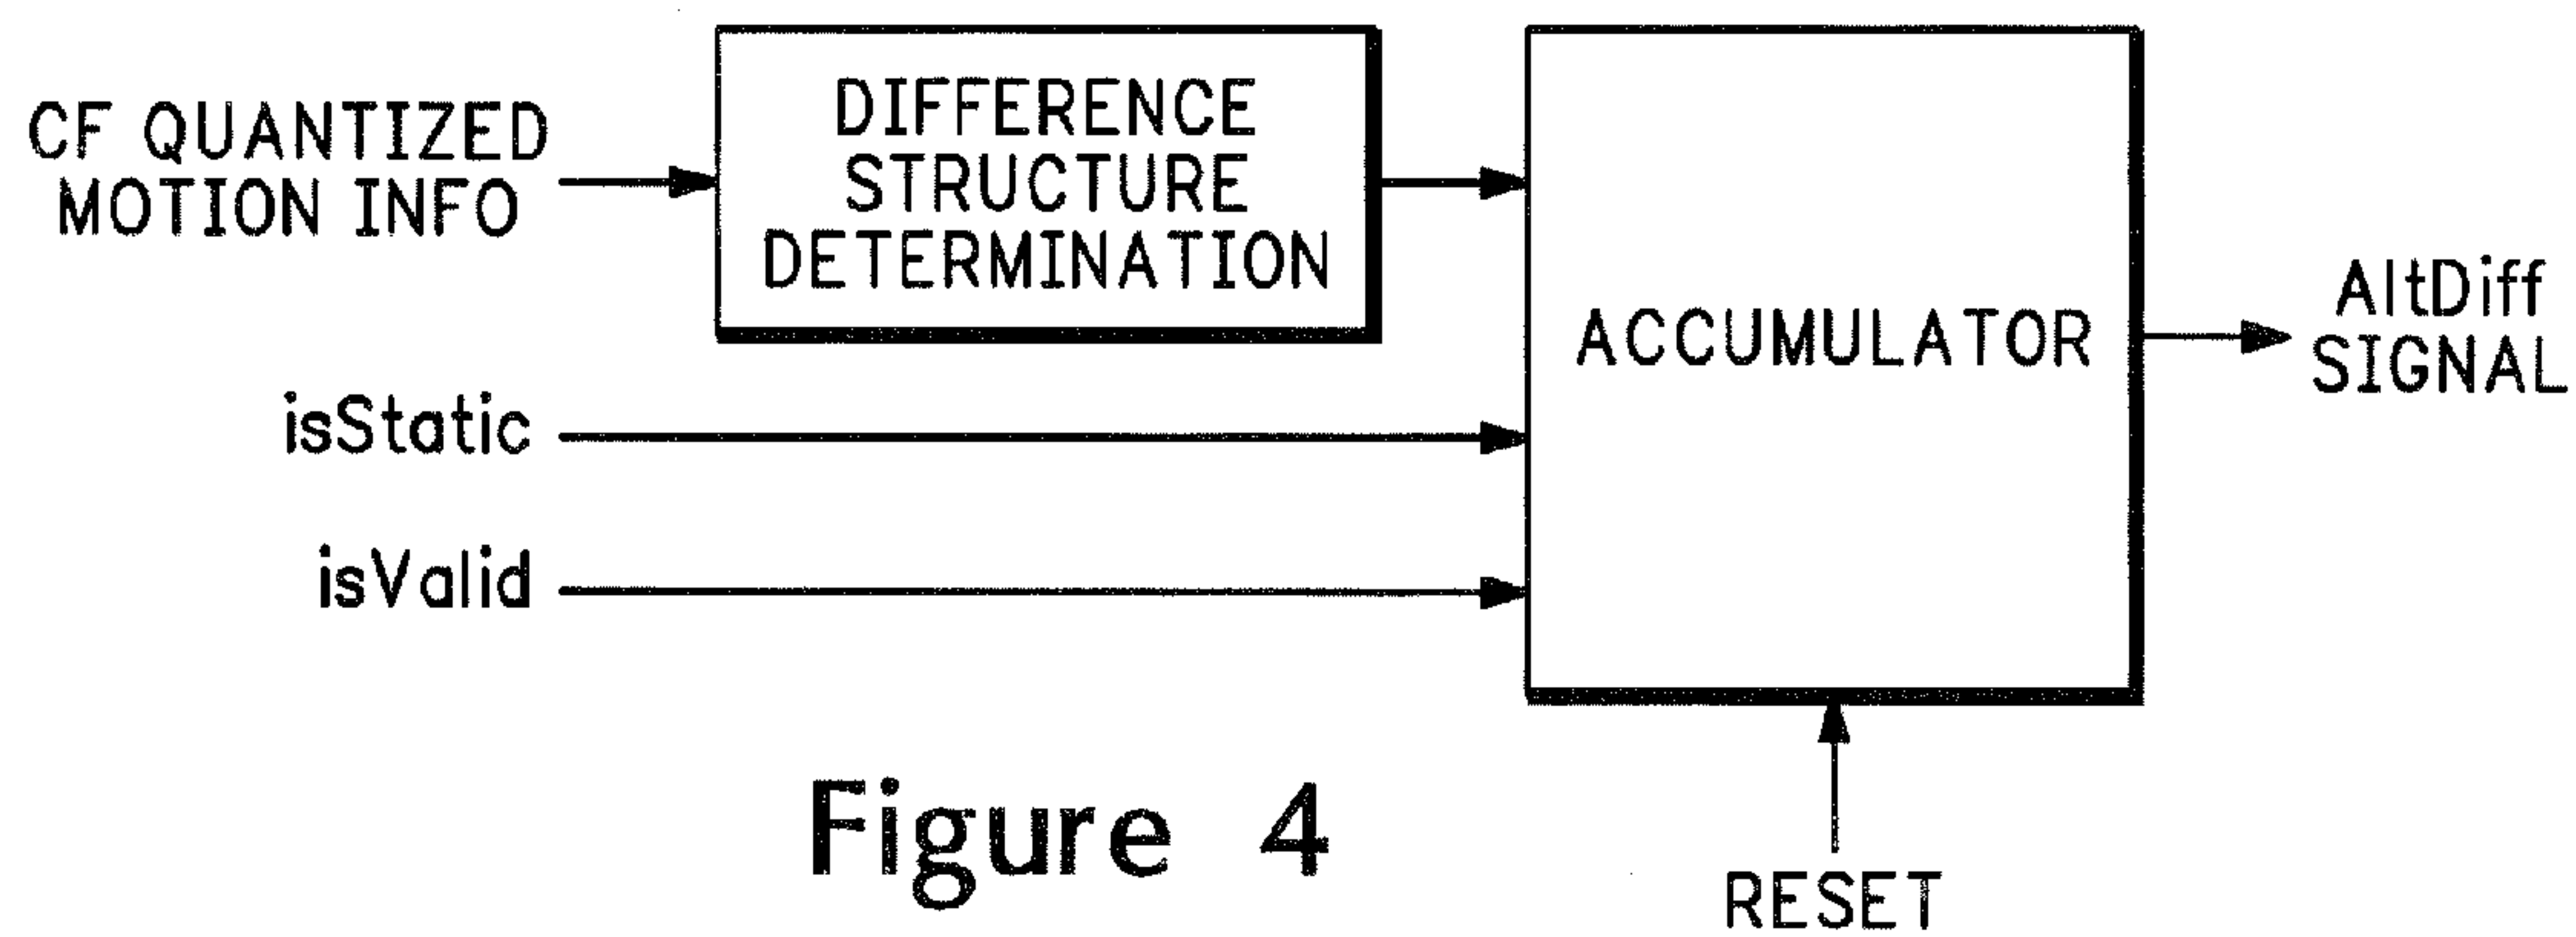 CF QUANTIZED
MOTION INFO
DIFFERENCE
STRUCTURE
DETERMINATION
isStatic
isValid
ACCUMULATOR
AltDiff
SIGNAL
RESET
Figure 4